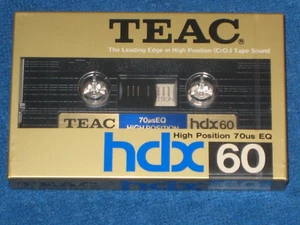 TEAC®
The Leading Edge in High Position (CrO₂) Tape Sound
TEAC
70μsEQ
HIGH POSITION
hdx60
High Position 70us EQ
hdx 60